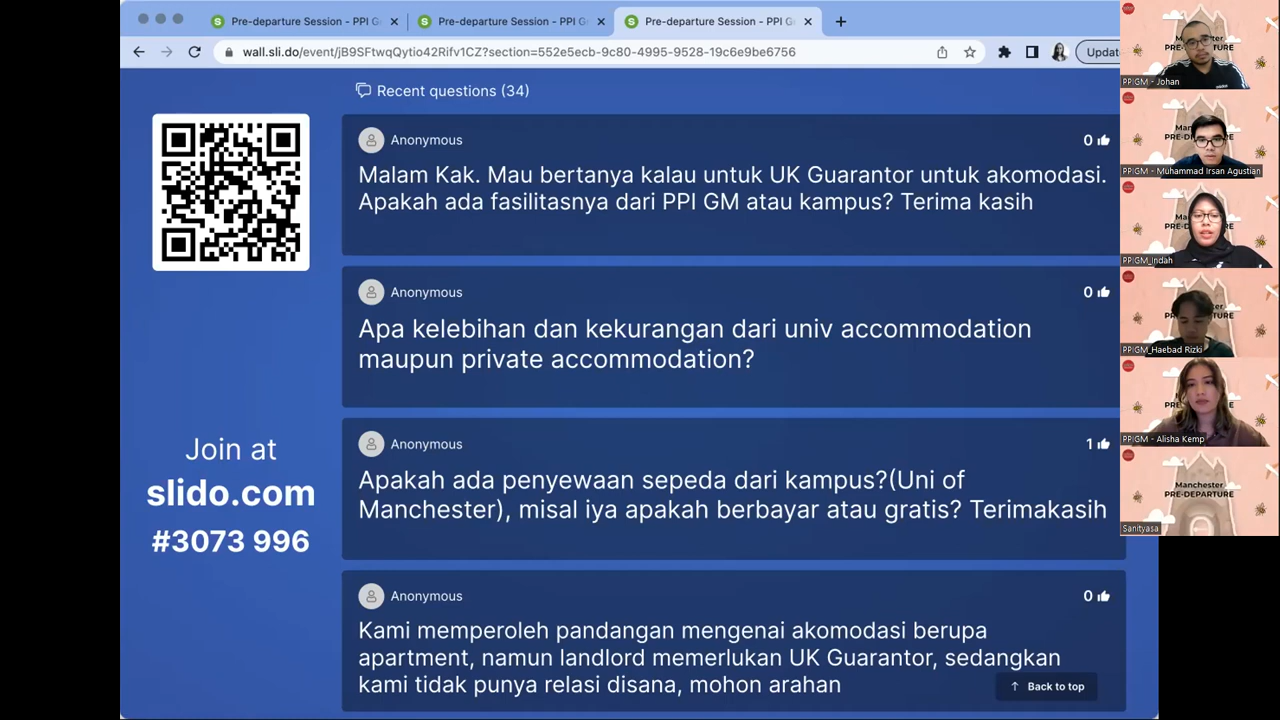 Pre-departure Session - PPI G
Pre-departure Session - PPI G
Pre-departure Session - PPI G
wall.sli.do/event/jB9SFtwqQytio42Rifv1CZ?section=552e5ecb-9c80-4995-9528-19c6e9be6756
Updat
Recent questions (34)
Anonymous
0
Malam Kak. Mau bertanya kalau untuk UK Guarantor untuk akomodasi.
Apakah ada fasilitasnya dari PPI GM atau kampus? Terima kasih
Anonymous
0
Apa kelebihan dan kekurangan dari univ accommodation
maupun private accommodation?
Anonymous
1
Apakah ada penyewaan sepeda dari kampus?(Uni of
Manchester), misal iya apakah berbayar atau gratis? Terimakasih
Anonymous
0
Kami memperoleh pandangan mengenai akomodasi berupa
apartment, namun landlord memerlukan UK Guarantor, sedangkan
kami tidak punya relasi disana, mohon arahan
Back to top
Join at
slido.com
#3073 996
PPIGM - Johan
PPIGM - Muhammad Irsan Agustian
PPIGM_Indah
PPIGM_Haebad Rizki
PPIGM - Alisha Kemp
Manchester
PRE-DEPARTURE
Sanityasa